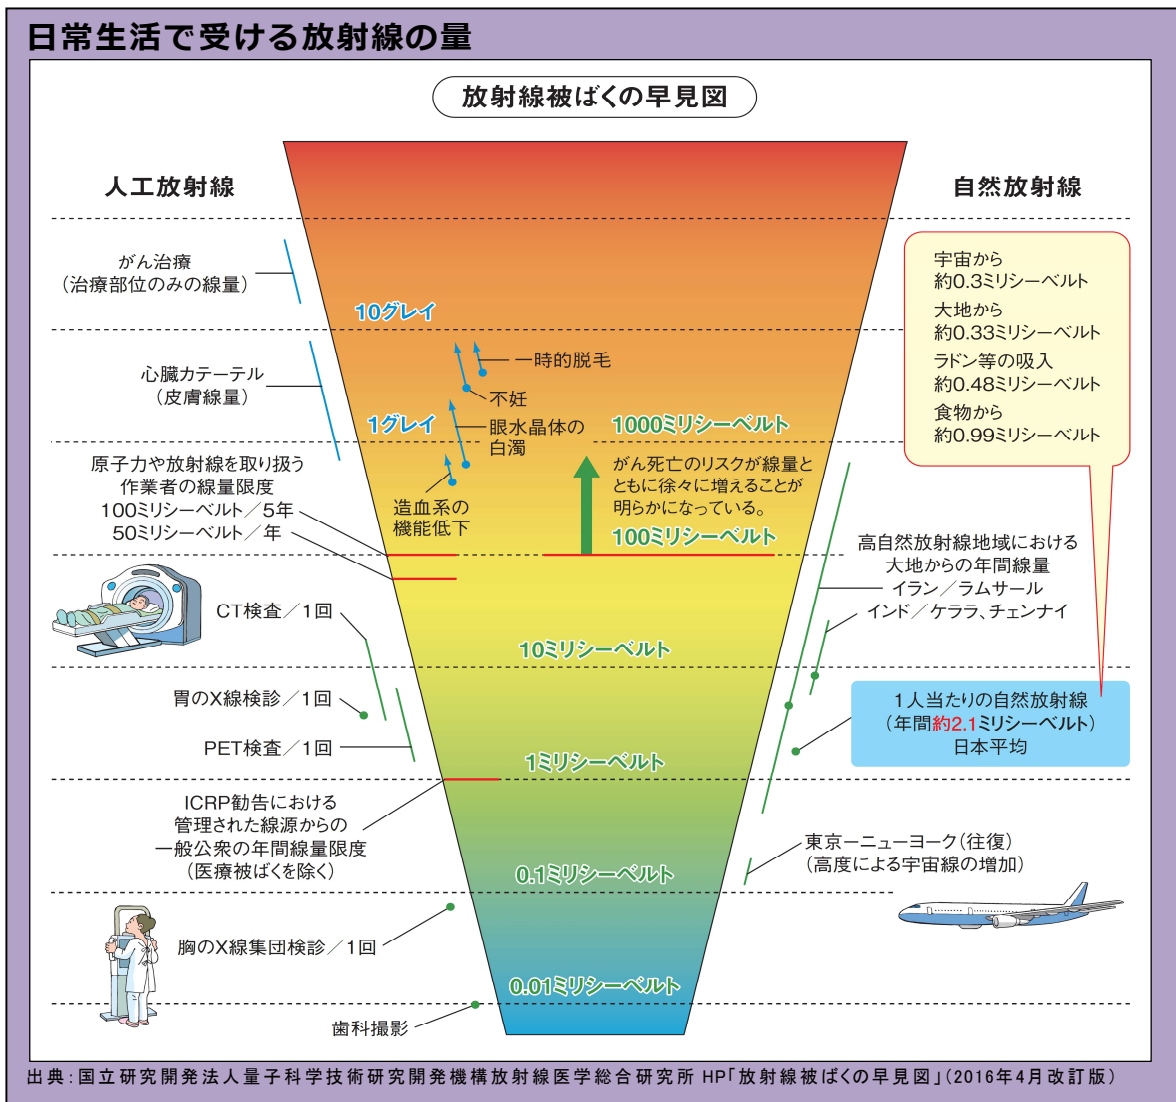 日常生活で受ける放射線の量
放射線被ばくの早見図
人工放射線
自然放射線
がん治療
(治療部位のみの線量)
10グレイ
心臓カテーテル
(皮膚線量)
一時的脱毛
不妊
1グレイ
眼水晶体の
白濁
1000ミリシーベルト
宇宙から
約0.3ミリシーベルト
大地から
約0.33ミリシーベルト
ラドン等の吸入
約0.48ミリシーベルト
食物から
約0.99ミリシーベルト
原子力や放射線を取り扱う
作業者の線量限度
100ミリシーベルト/5年
50ミリシーベルト/年
造血系の
機能低下
がん死亡のリスクが線量と
ともに徐々に増えることが
明らかになっている。
100ミリシーベルト
高自然放射線地域における
大地からの年間線量
イラン/ラムサール
インド/ケララ、チェンナイ
CT検査/1回
10ミリシーベルト
胃のX線検診/1回
PET検査/1回
1ミリシーベルト
1人当たりの自然放射線
(年間約2.1ミリシーベルト)
日本平均
ICRP勧告における
管理された線源からの
一般公衆の年間線量限度
(医療被ばくを除く)
0.1ミリシーベルト
東京ーニューヨーク(往復)
(高度による宇宙線の増加)
胸のX線集団検診/1回
0.01ミリシーベルト
歯科撮影
出典:国立研究開発法人量子科学技術研究開発機構放射線医学総合研究所 HP「放射線被ばくの早見図」(2016年4月改訂版)